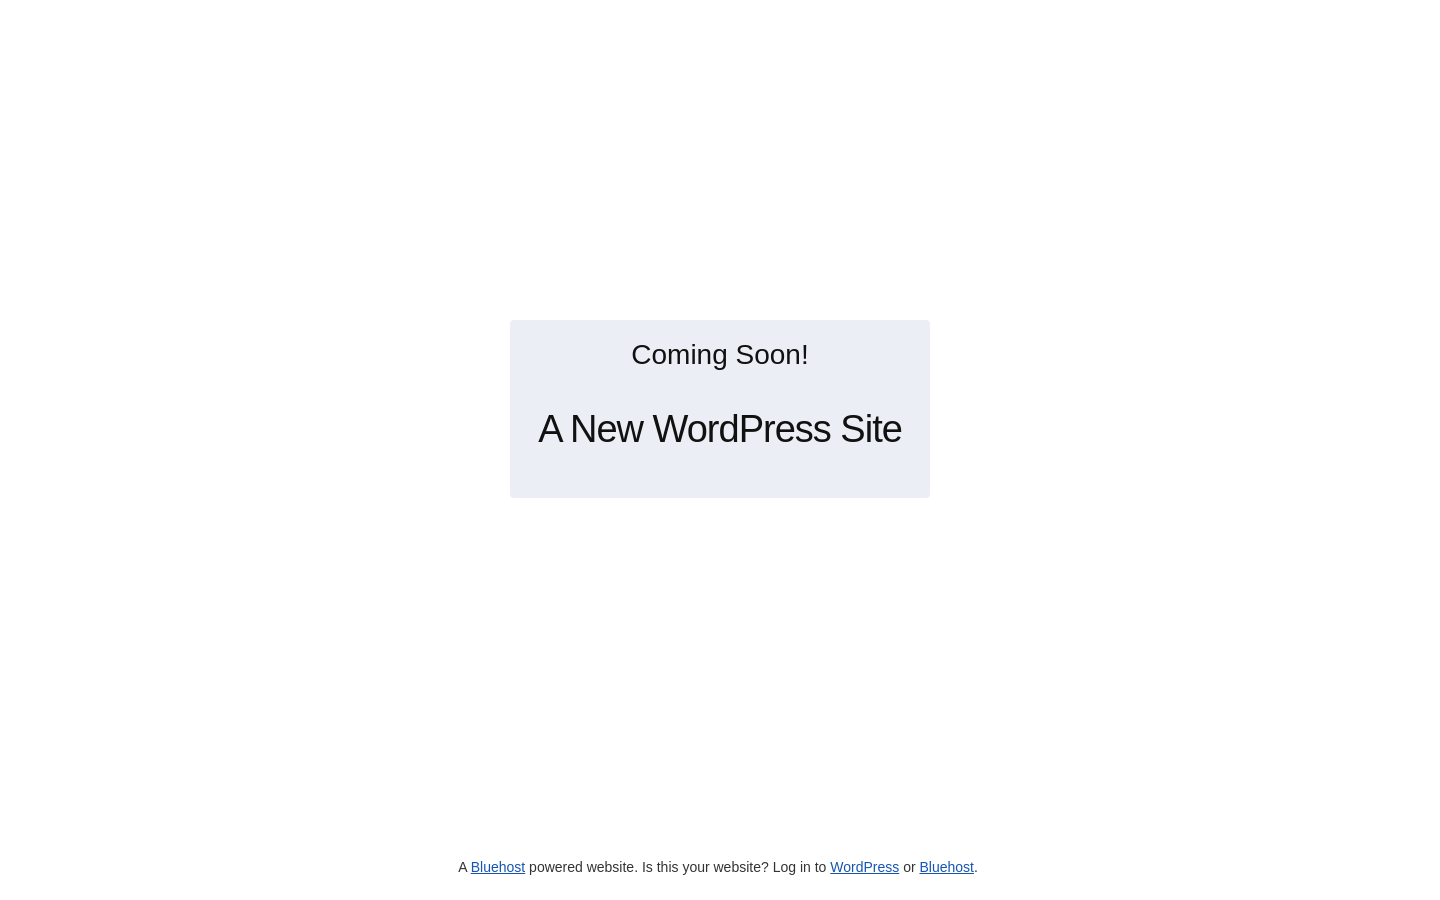 Coming Soon!
A New WordPress Site
A Bluehost powered website. Is this your website? Log in to WordPress or Bluehost.